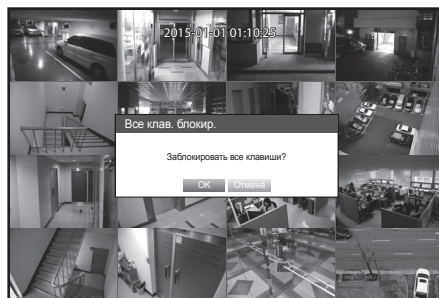 2015-01-01 01:10:25
Все клав. блокир.
Заблокировать все клавиши?
OK Отмена